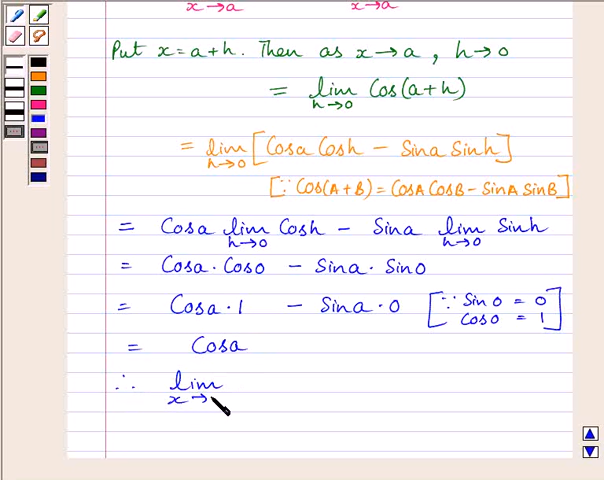 x→a x→a
Put x=a+h. Then as x→a, h→0
= lim Cos(a+h)
h→0
= lim [Cosa Cosh − Sina Sinh]
h→0
[∵ Cos(A+B) = CosA CosB − SinA SinB]
= Cosa lim Cosh − Sina lim Sinh
h→0 h→0
= Cosa · Cos0 − Sina · Sin0
= Cosa · 1 − Sina · 0 [∵ Sin 0 = 0
Cos0 = 1]
= Cosa
∴ lim
x→